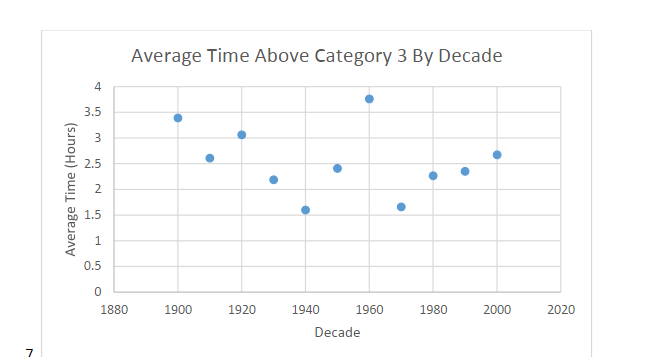 Average Time Above Category 3 By Decade
Average Time (Hours)
4
3.5
3
2.5
2
1.5
1
0.5
0
1880 1900 1920 1940 1960 1980 2000 2020
Decade
7